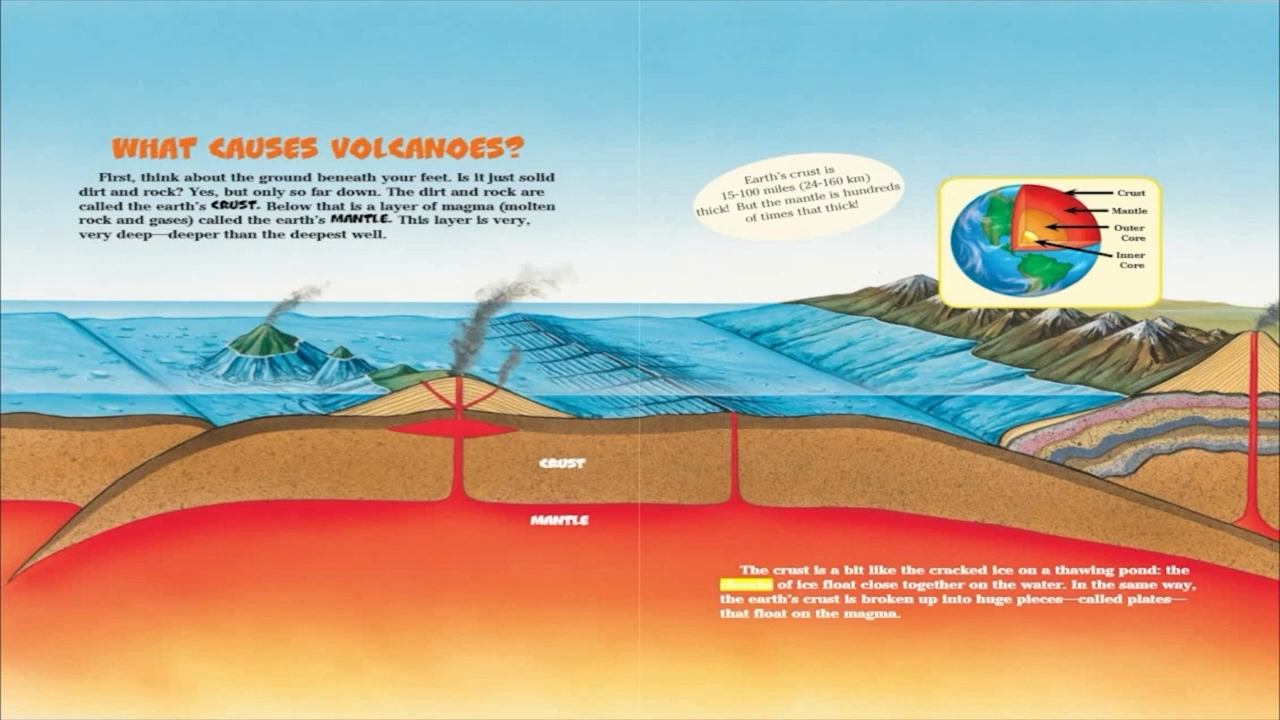 WHAT CAUSES VOLCANOES?
First, think about the ground beneath your feet. Is it just solid
dirt and rock? Yes, but only so far down. The dirt and rock are
called the earth's CRUST. Below that is a layer of magma (molten
rock and gases) called the earth's MANTLE. This layer is very,
very deep—deeper than the deepest well.
Earth's crust is
15-100 miles (24-160 km)
thick! But the mantle is hundreds
of times that thick!
Crust
Mantle
Outer
Core
Inner
Core
CRUST
MANTLE
The crust is a bit like the cracked ice on a thawing pond: the
chunks of ice float close together on the water. In the same way,
the earth's crust is broken up into huge pieces—called plates—
that float on the magma.